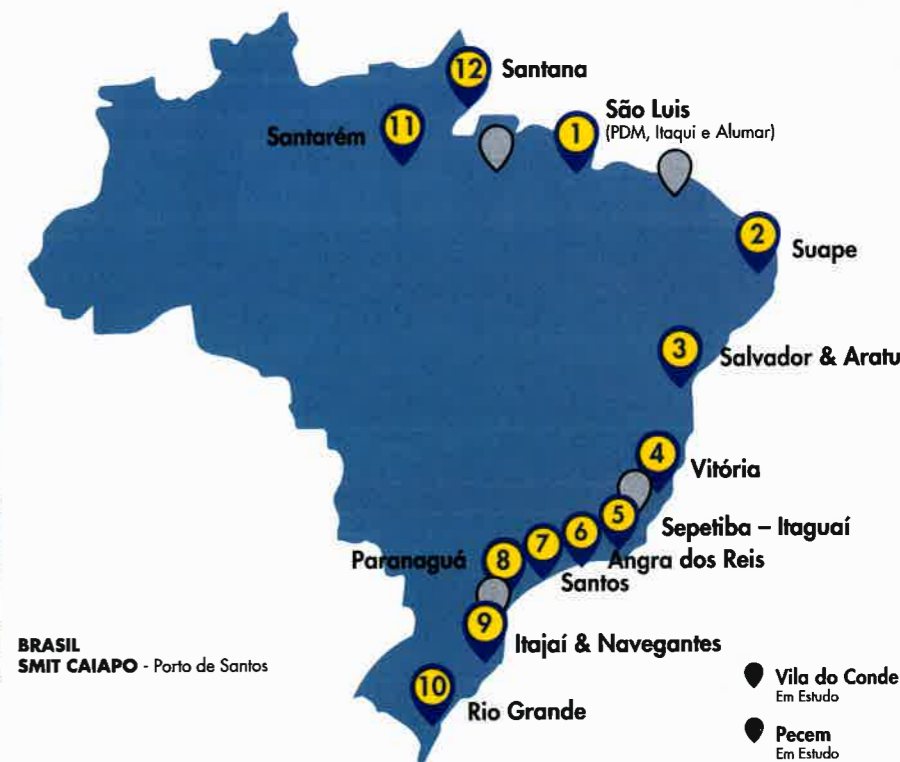 12 Santana
São Luis
1 (PDM, Itaqui e Alumar)
Santarém 11
2 Suape
3 Salvador & Aratu
4 Vitória
5 Sepetiba – Itaguaí
6 Angra dos Reis
7 Santos
Paranaguá 8
9 Itajaí & Navegantes
BRASIL
SMIT CAIAPO - Porto de Santos
10 Rio Grande
Vila do Conde
Em Estudo
Pecem
Em Estudo